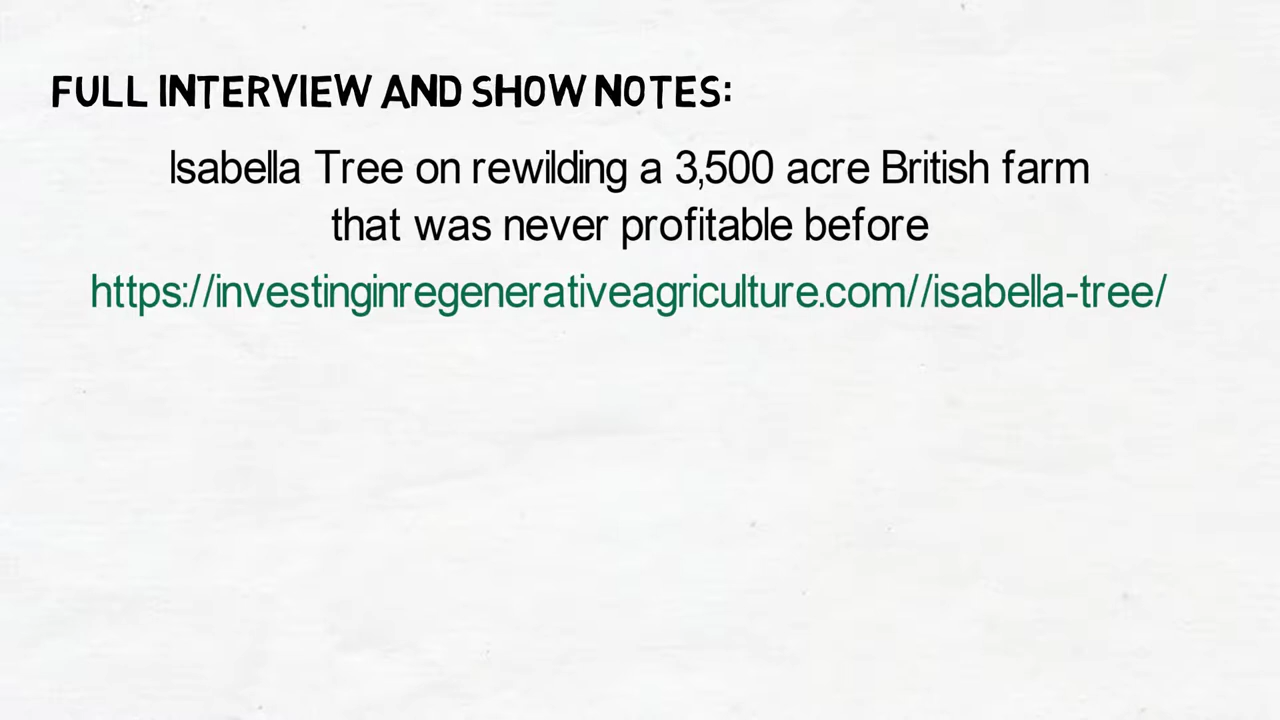 FULL INTERVIEW AND SHOW NOTES:
Isabella Tree on rewilding a 3,500 acre British farm
that was never profitable before
https://investinginregenerativeagriculture.com//isabella-tree/